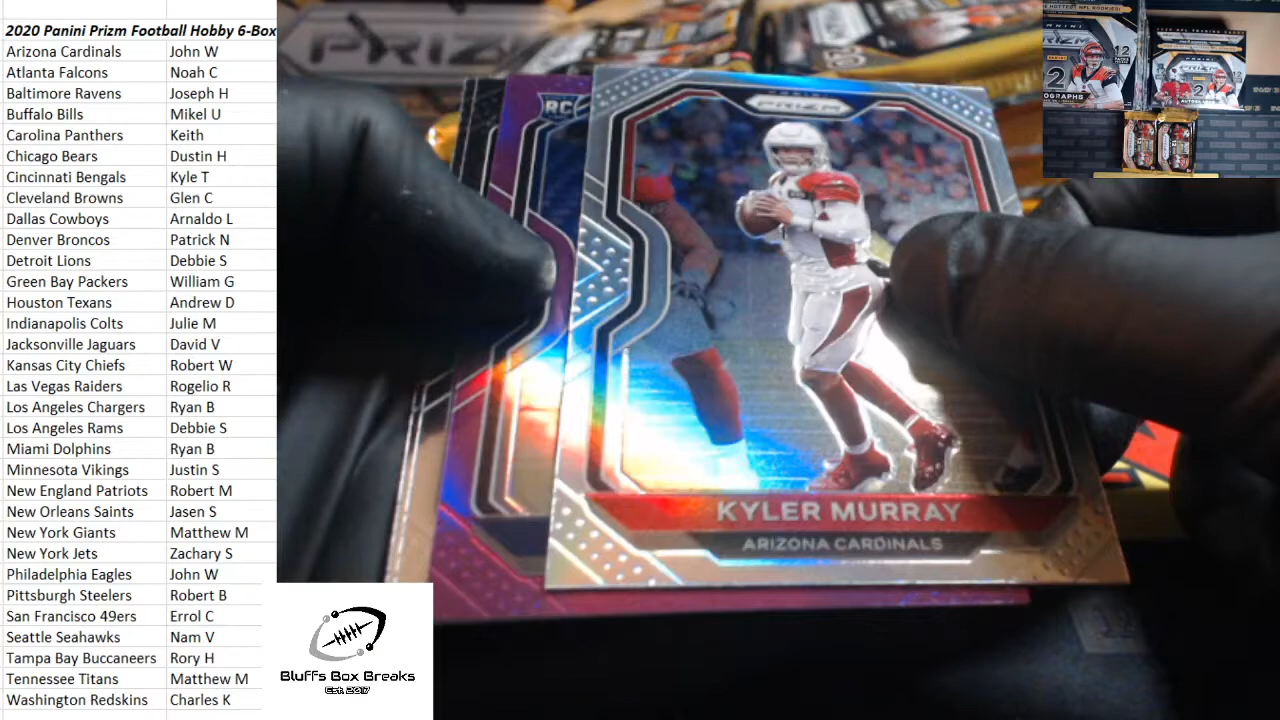 2020 Panini Prizm Football Hobby 6-Box
Arizona Cardinals John W
Atlanta Falcons Noah C
Baltimore Ravens Joseph H
Buffalo Bills Mikel U
Carolina Panthers Keith
Chicago Bears Dustin H
Cincinnati Bengals Kyle T
Cleveland Browns Glen C
Dallas Cowboys Arnaldo L
Denver Broncos Patrick N
Detroit Lions Debbie S
Green Bay Packers William G
Houston Texans Andrew D
Indianapolis Colts Julie M
Jacksonville Jaguars David V
Kansas City Chiefs Robert W
Las Vegas Raiders Rogelio R
Los Angeles Chargers Ryan B
Los Angeles Rams Debbie S
Miami Dolphins Ryan B
Minnesota Vikings Justin S
New England Patriots Robert M
New Orleans Saints Jasen S
New York Giants Matthew M
New York Jets Zachary S
Philadelphia Eagles John W
Pittsburgh Steelers Robert B
San Francisco 49ers Errol C
Seattle Seahawks Nam V
Tampa Bay Buccaneers Rory H
Tennessee Titans Matthew M
Washington Redskins Charles K
RC
PRIZM
KYLER MURRAY
ARIZONA CARDINALS
Bluffs Box Breaks
Est. 2017